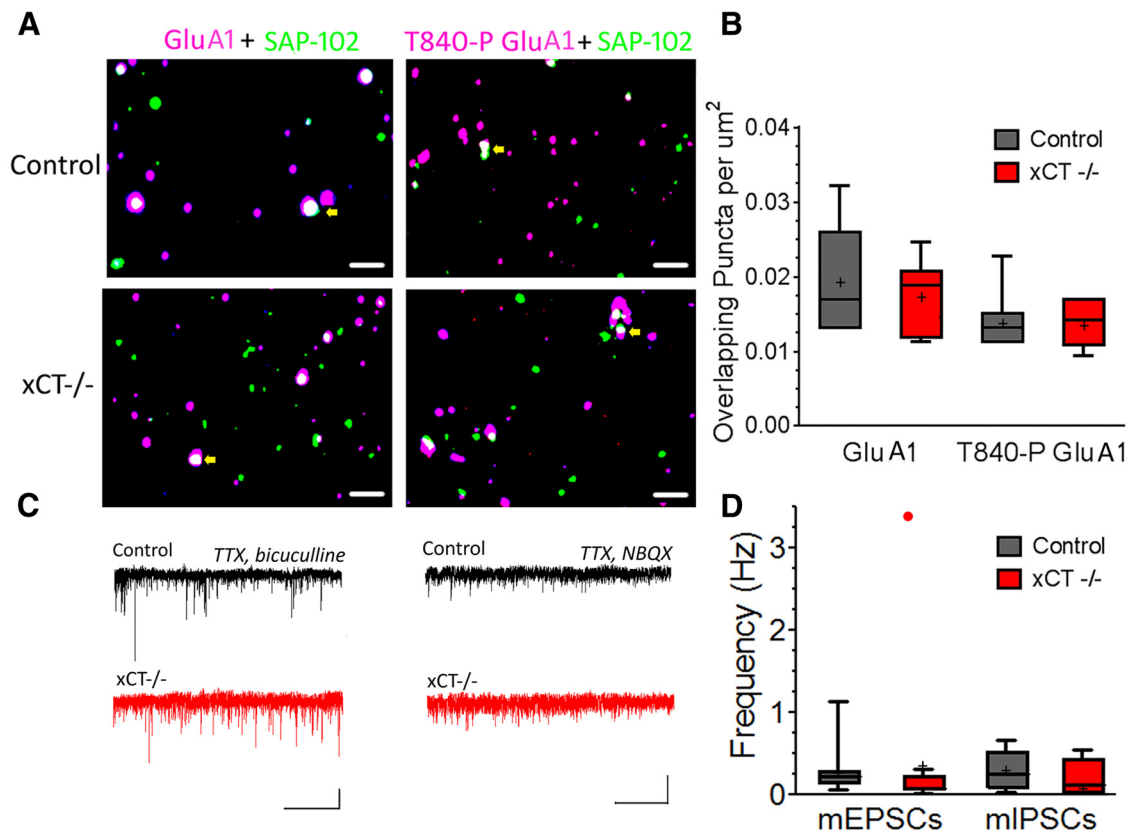 A
GluA1 + SAP-102
T840-P GluA1+SAP-102
Control
xCT-/-
B
Overlapping Puncta per um2
0.04
0.03
0.02
0.01
0.00
Control
xCT -/-
GluA1
T840-P GluA1
C
Control
TTX, bicuculline
xCT-/-
Control
TTX, NBQX
xCT-/-
D
Frequency (Hz)
3
2
1
0
Control
xCT -/-
mEPSCs
mIPSCs